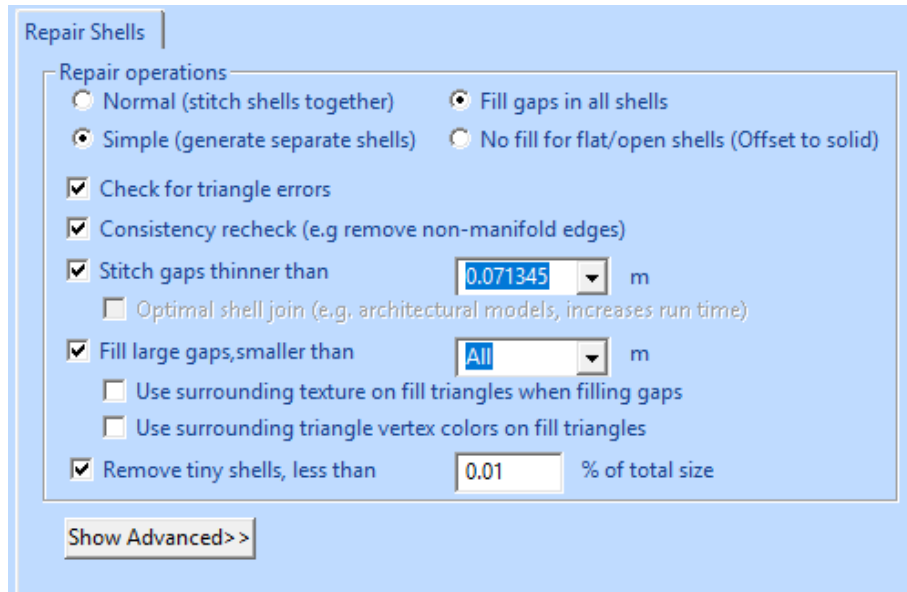 Repair Shells
Repair operations
Normal (stitch shells together) Fill gaps in all shells
Simple (generate separate shells) No fill for flat/open shells (Offset to solid)
Check for triangle errors
Consistency recheck (e.g remove non-manifold edges)
Stitch gaps thinner than 0.071345 m
Optimal shell join (e.g. architectural models, increases run time)
Fill large gaps,smaller than All m
Use surrounding texture on fill triangles when filling gaps
Use surrounding triangle vertex colors on fill triangles
Remove tiny shells, less than 0.01 % of total size
Show Advanced>>